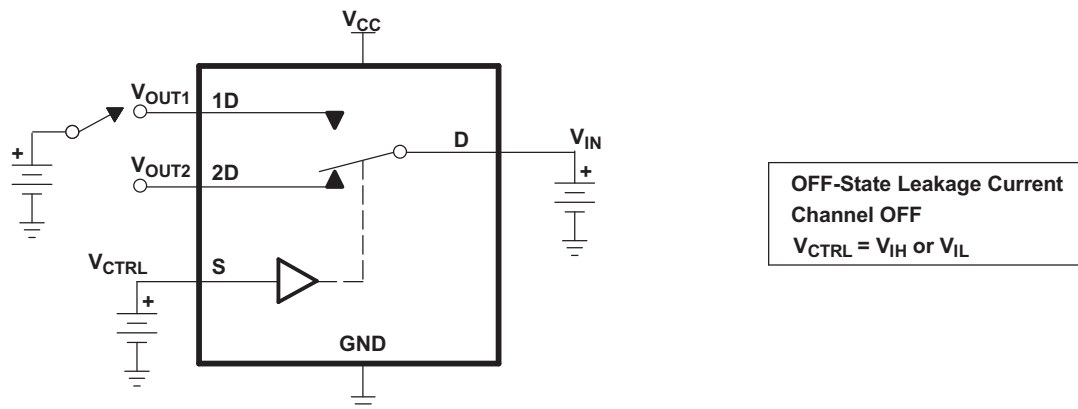 VCC
VOUT1 1D
+
D VIN
VOUT2 2D
+
VCTRL S
+
GND
OFF-State Leakage Current
Channel OFF
VCTRL = VIH or VIL